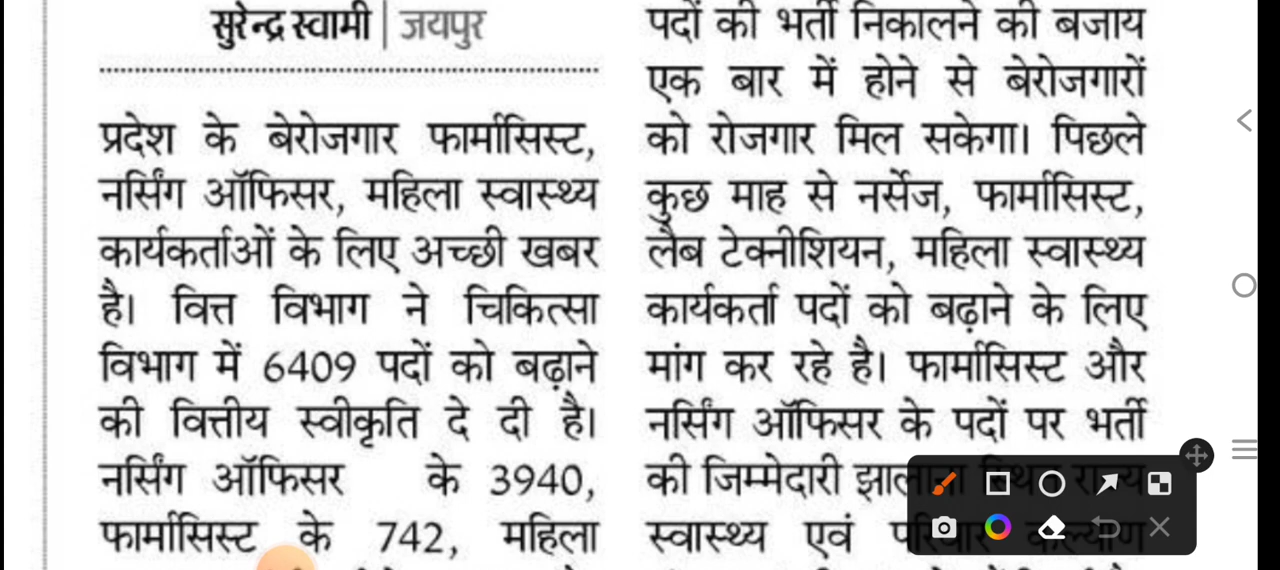 सुरेन्द्र स्वामी | जयपुर
प्रदेश के बेरोजगार फार्मासिस्ट,
नर्सिंग ऑफिसर, महिला स्वास्थ्य
कार्यकर्ताओं के लिए अच्छी खबर
है। वित्त विभाग ने चिकित्सा
विभाग में 6409 पदों को बढ़ाने
की वित्तीय स्वीकृति दे दी है।
नर्सिंग ऑफिसर के 3940,
फार्मासिस्ट के 742, महिला
पदों की भर्ती निकालने की बजाय
एक बार में होने से बेरोजगारों
को रोजगार मिल सकेगा। पिछले
कुछ माह से नर्सेज, फार्मासिस्ट,
लैब टेक्नीशियन, महिला स्वास्थ्य
कार्यकर्ता पदों को बढ़ाने के लिए
मांग कर रहे है। फार्मासिस्ट और
नर्सिंग ऑफिसर के पदों पर भर्ती
की जिम्मेदारी झालाना स्थित राज्य
स्वास्थ्य एवं परिवार कल्याण